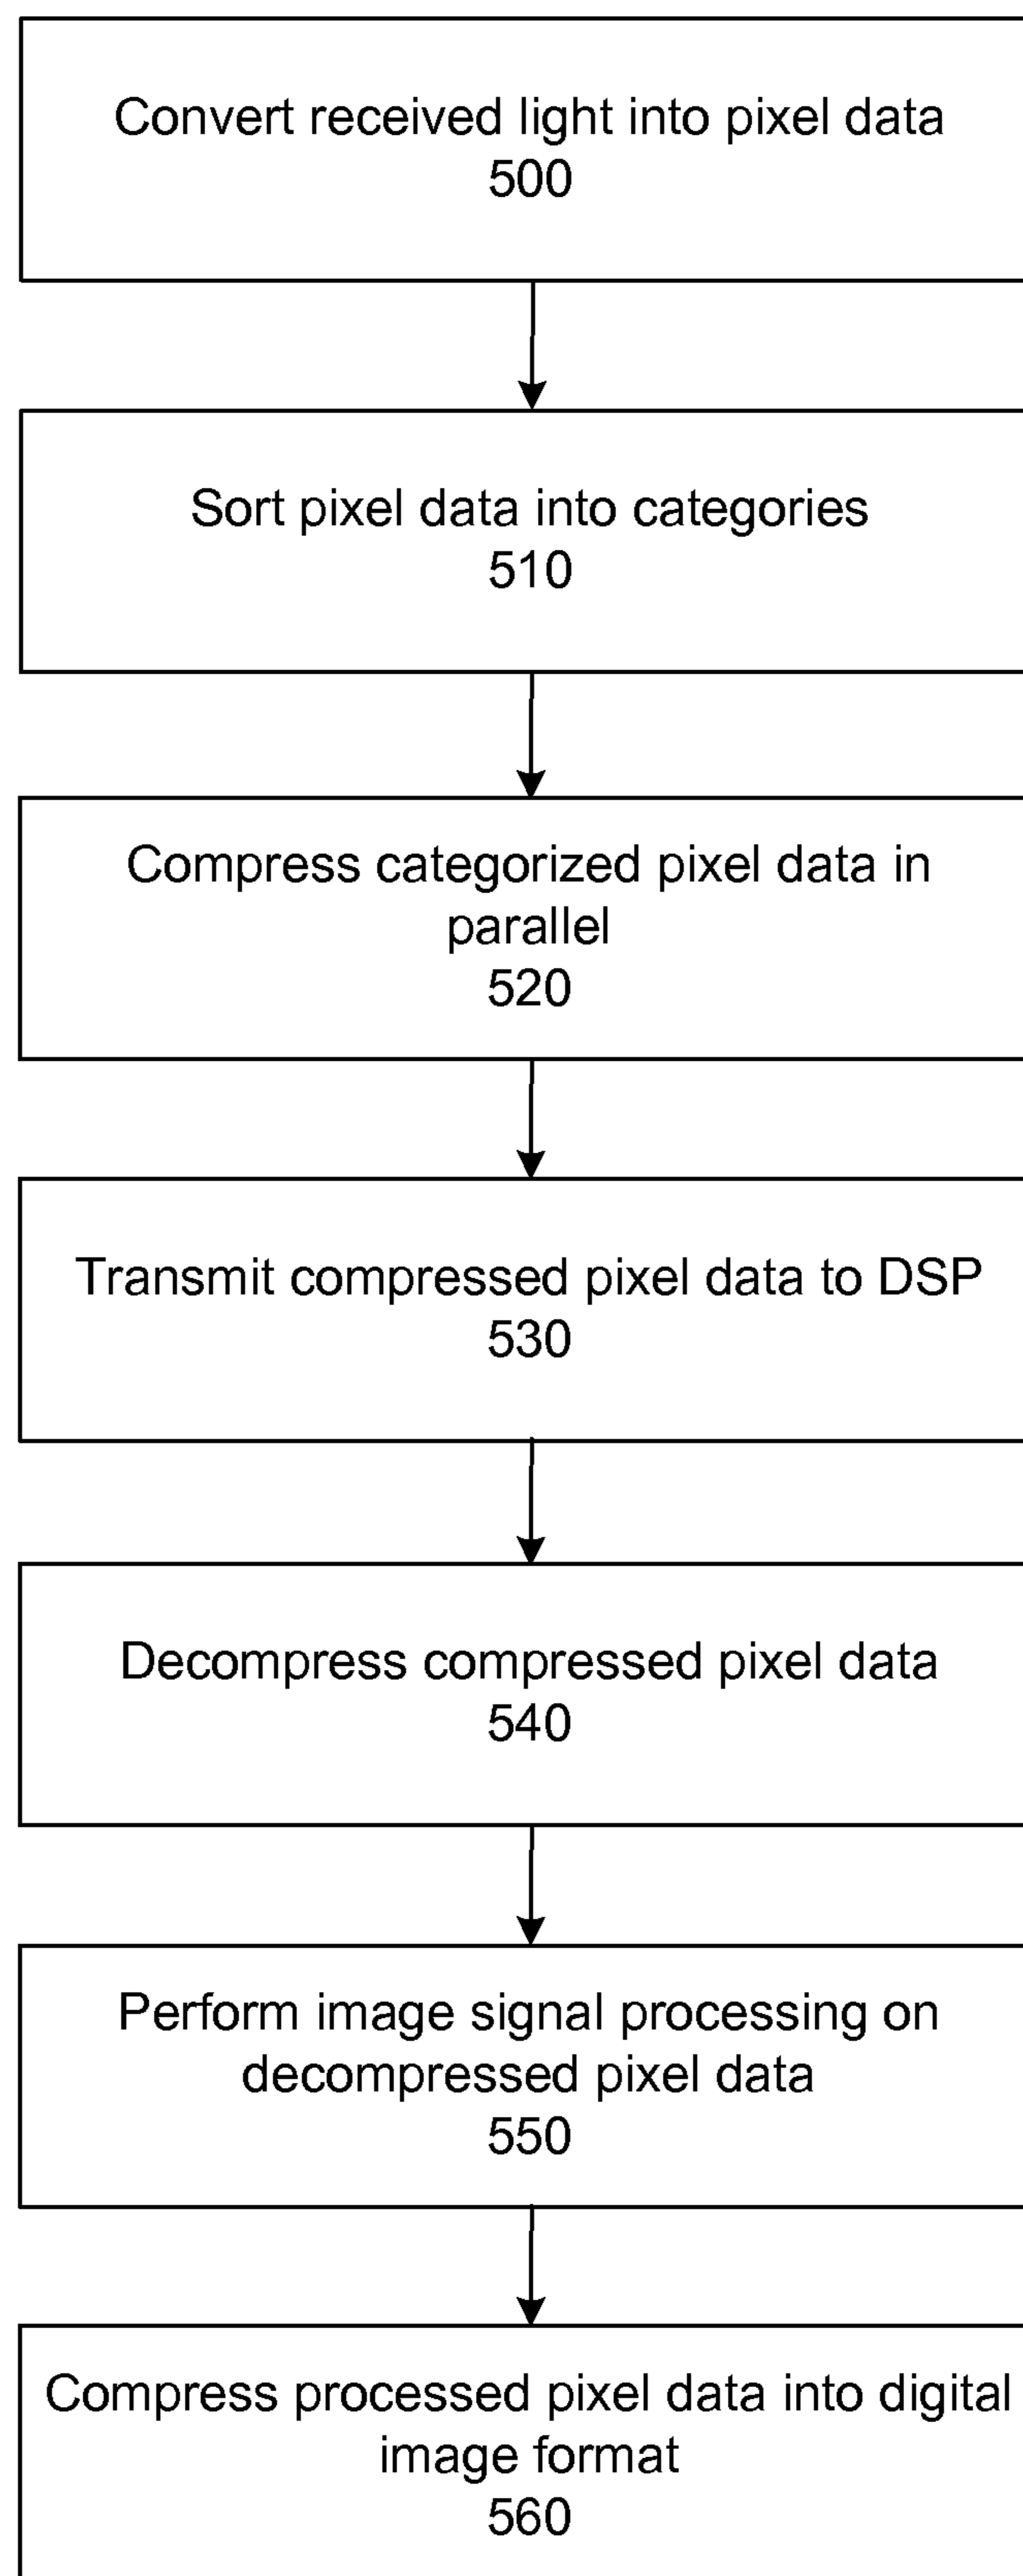 Convert received light into pixel data
500
Sort pixel data into categories
510
Compress categorized pixel data in
parallel
520
Transmit compressed pixel data to DSP
530
Decompress compressed pixel data
540
Perform image signal processing on
decompressed pixel data
550
Compress processed pixel data into digital
image format
560